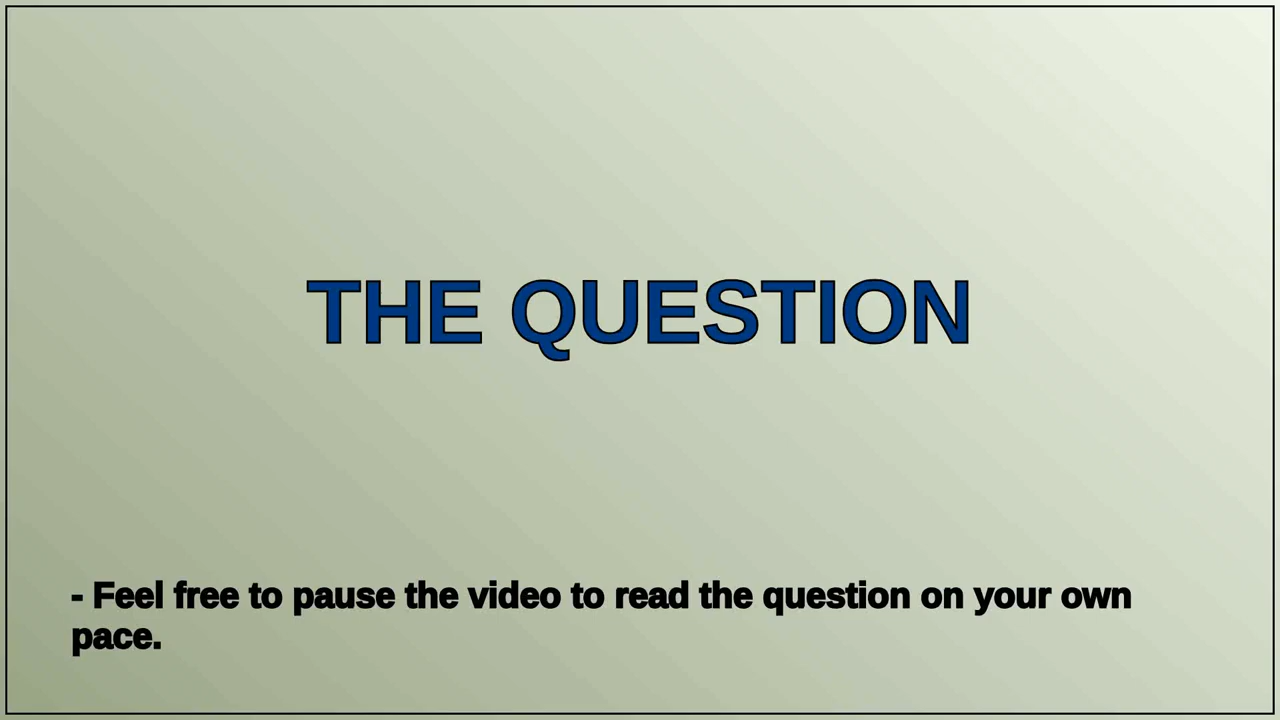 THE QUESTION
- Feel free to pause the video to read the question on your own
pace.